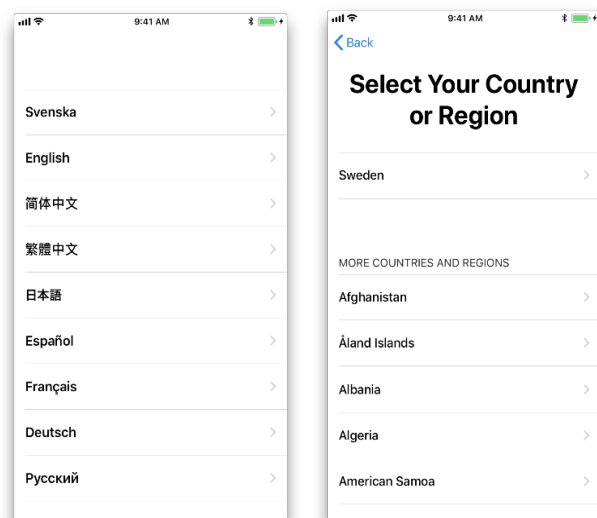 9:41 AM
Svenska
English
简体中文
繁體中文
日本語
Español
Français
Deutsch
Русский
9:41 AM
Back
Select Your Country
or Region
Sweden
MORE COUNTRIES AND REGIONS
Afghanistan
Åland Islands
Albania
Algeria
American Samoa